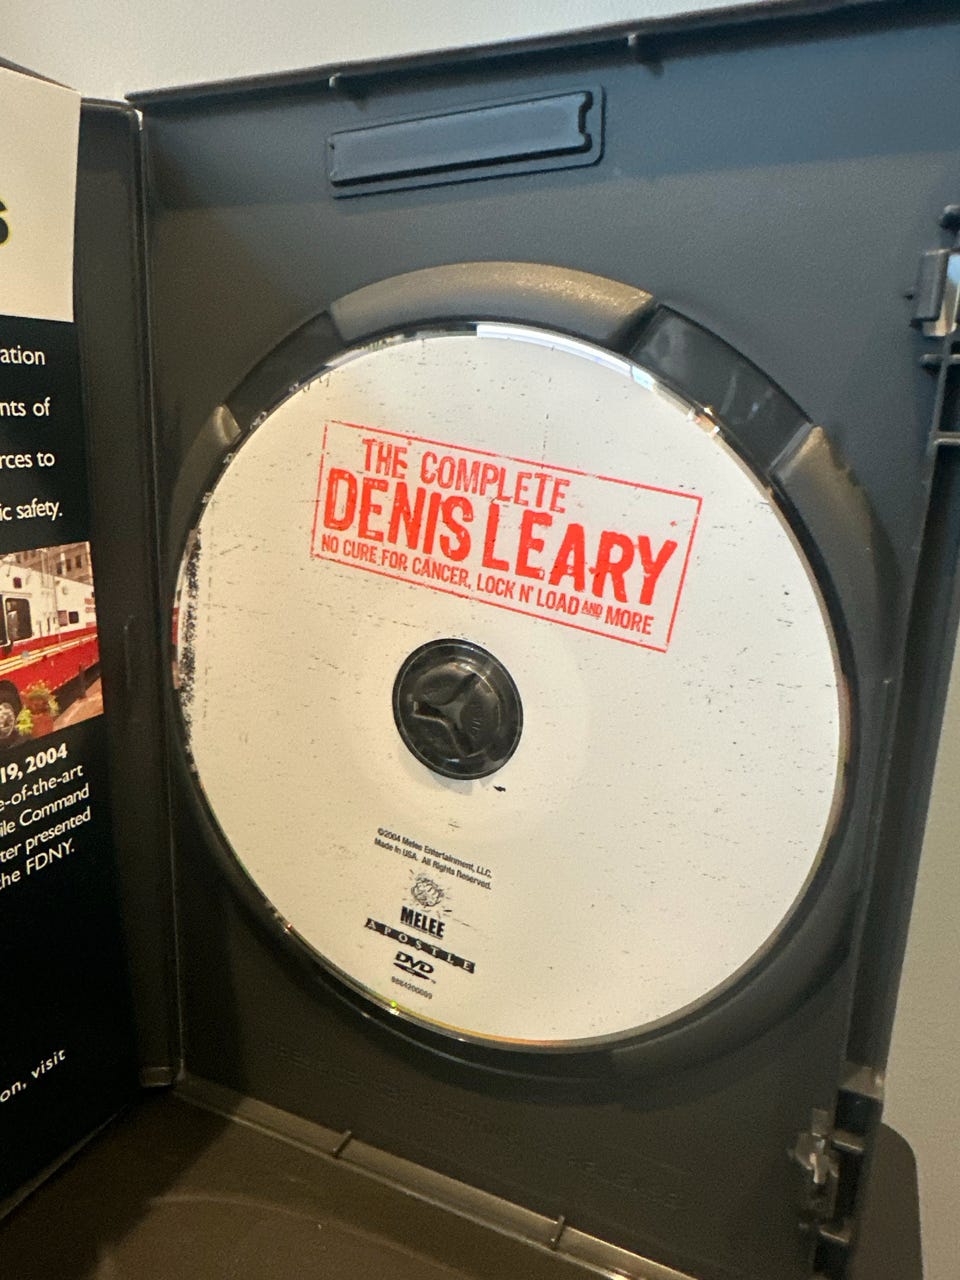 s
ation
nts of
rces to
ic safety.
19, 2004
e-of-the-art
ile Command
ter presented
the FDNY.
on, visit
THE COMPLETE
DENIS LEARY
NO CURE FOR CANCER, LOCK N' LOAD AND MORE
©2004 Melee Entertainment, LLC.
Made in USA. All Rights Reserved.
MELEE
APOSTLE
DVD